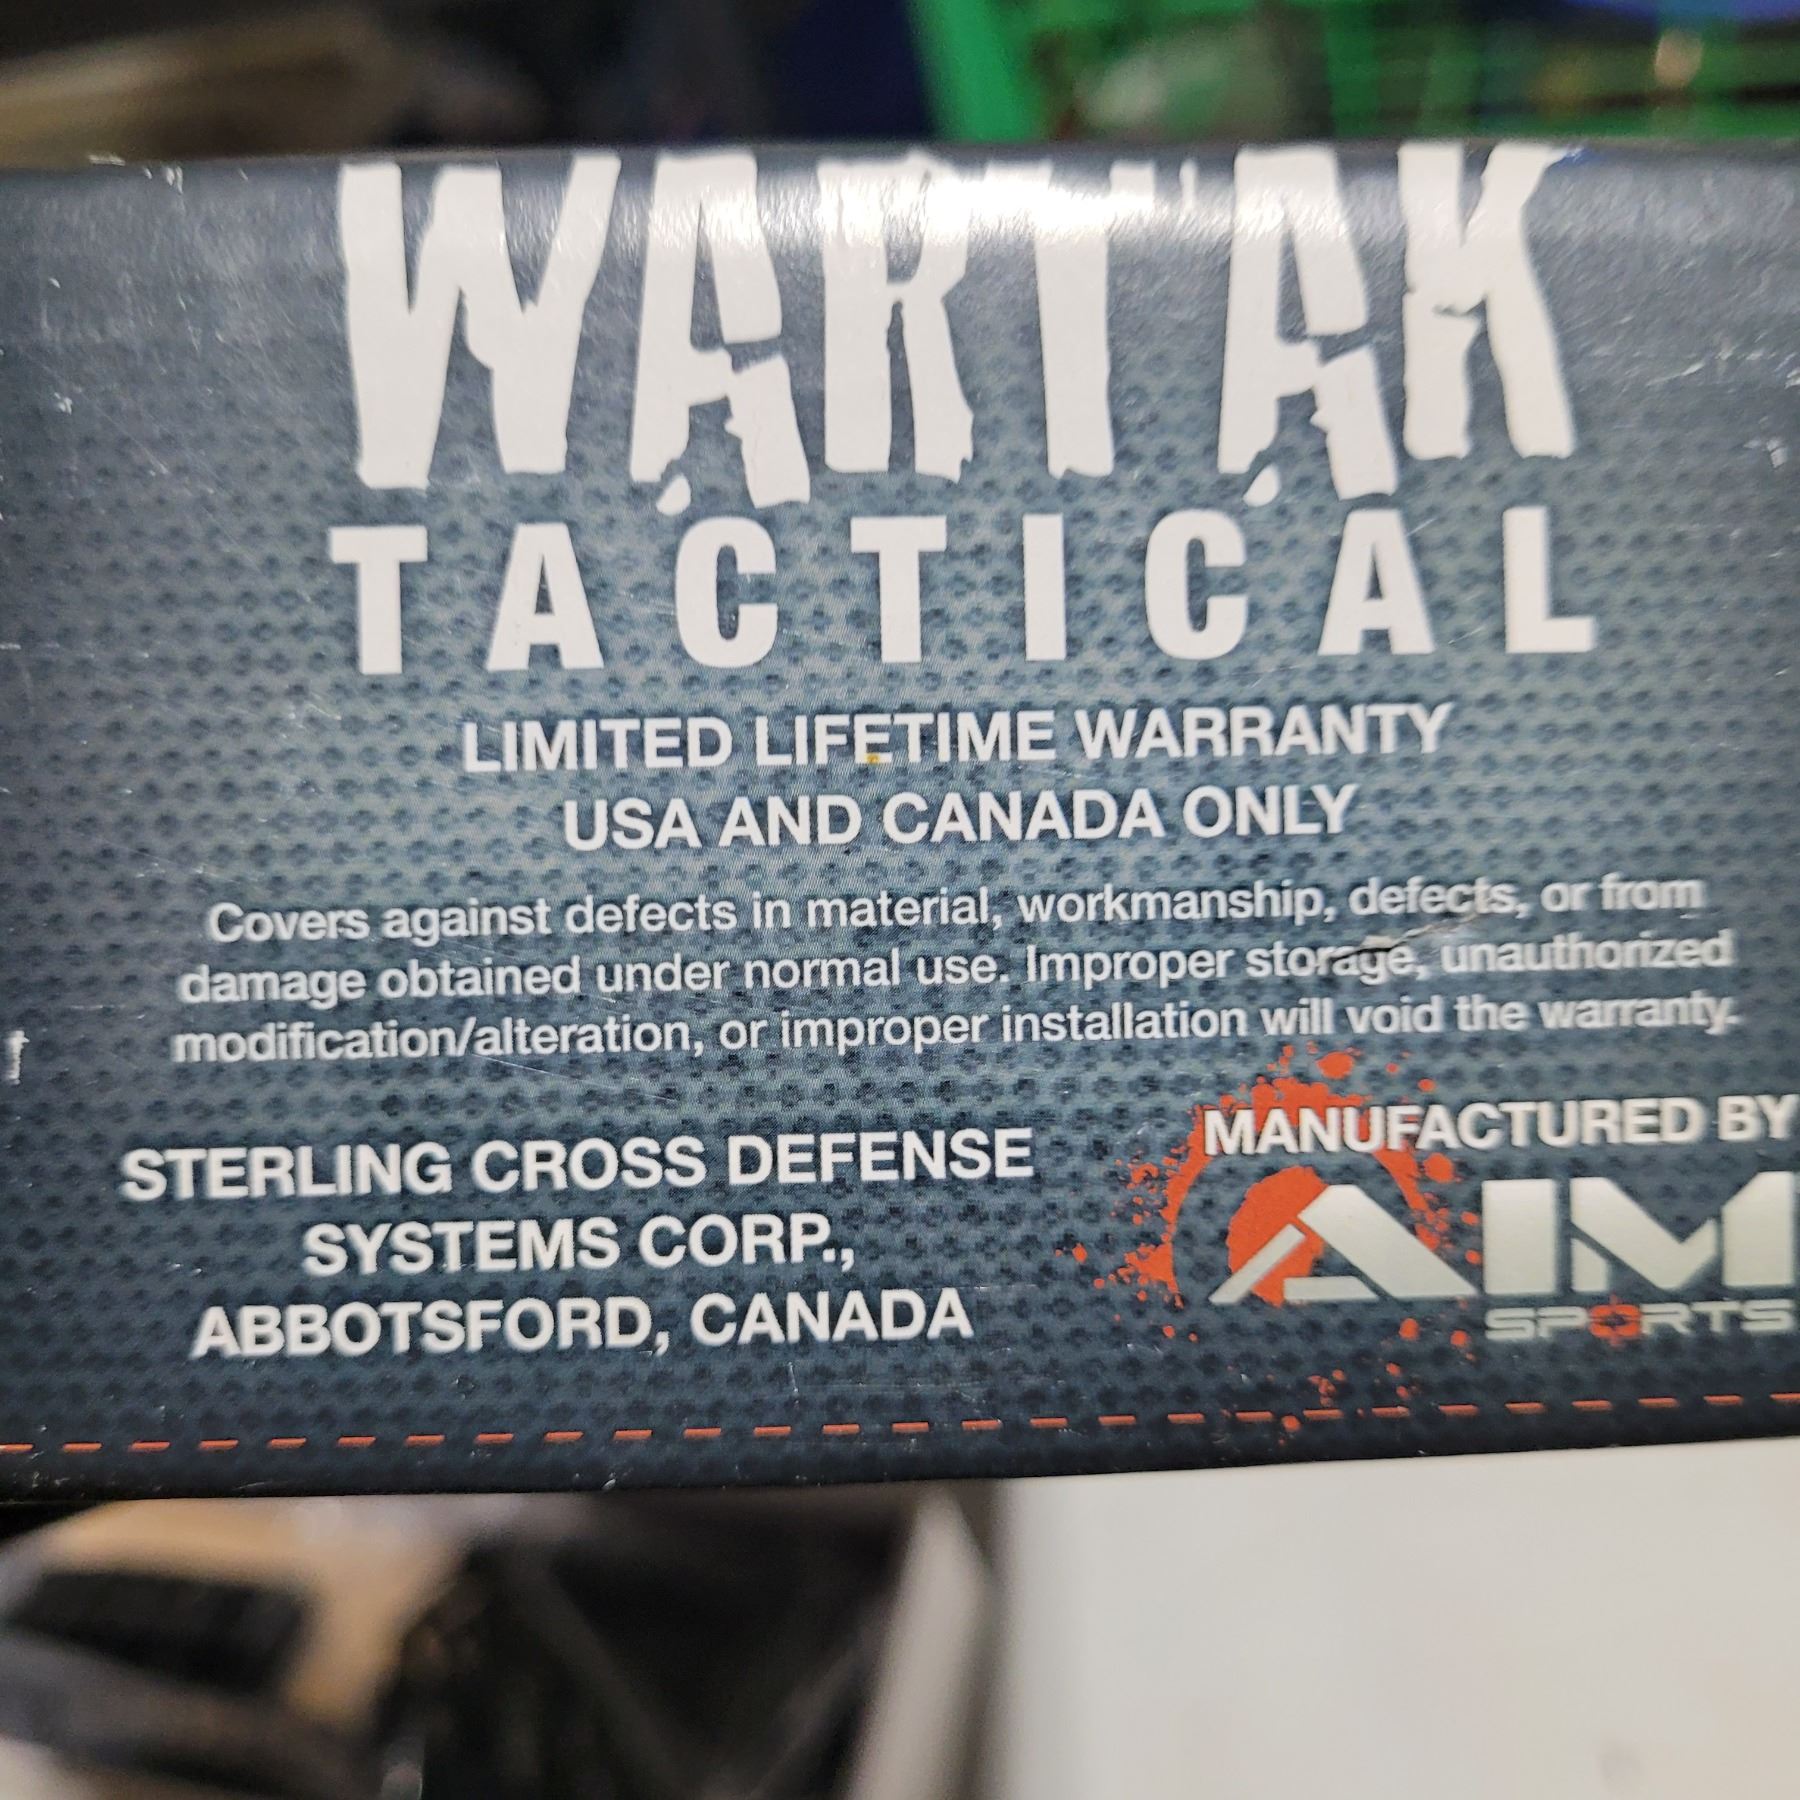 WARTAK
TACTICAL
LIMITED LIFETIME WARRANTY
USA AND CANADA ONLY
Covers against defects in material, workmanship, defects, or from
damage obtained under normal use. Improper storage, unauthorized
modification/alteration, or improper installation will void the warranty.
STERLING CROSS DEFENSE
SYSTEMS CORP.,
ABBOTSFORD, CANADA
MANUFACTURED BY
AIM
SPORTS